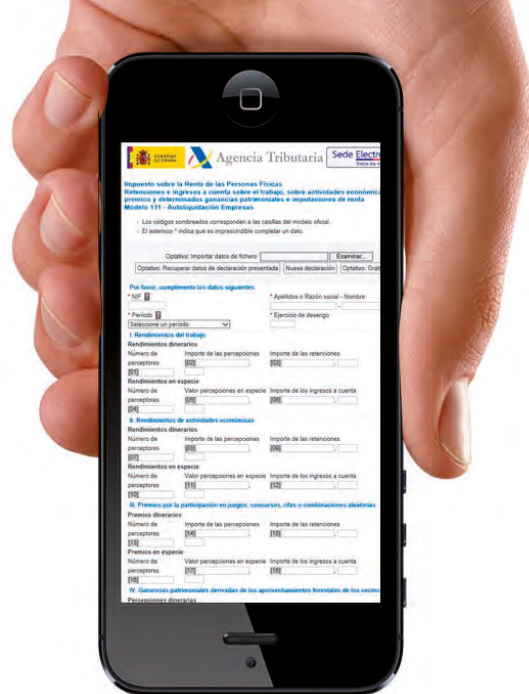 GOBIERNO DE ESPAÑA
Agencia Tributaria
Sede Electr
Impuesto sobre la Renta de las Personas Físicas
Retenciones e ingresos a cuenta sobre el trabajo, sobre actividades económica
premios y determinadas ganancias patrimoniales e imputaciones de renta
Modelo 111 - Autoliquidación Empresas
Los códigos sombreados corresponden a las casillas del modelo oficial.
El asterisco * indica que es imprescindible completar un dato.
Optativo: Importar datos de fichero Examinar...
Optativo: Recuperar datos de declaración presentada Nueva declaración Optativo: Grab
Por favor, cumplimente los datos siguientes
* NIF ? * Apellidos o Razón social - Nombre
* Período ? * Ejercicio de devengo
Seleccione un período
I. Rendimientos del trabajo
Rendimientos dinerarios
Número de perceptores Importe de las percepciones Importe de las retenciones
[01] [02] [03]
Rendimientos en especie
Número de perceptores Valor percepciones en especie Importe de los ingresos a cuenta
[04] [05] [06]
II. Rendimientos de actividades económicas
Rendimientos dinerarios
Número de perceptores Importe de las percepciones Importe de las retenciones
[07] [08] [09]
Rendimientos en especie
Número de perceptores Valor percepciones en especie Importe de los ingresos a cuenta
[10] [11] [12]
III. Premios por la participación en juegos, concursos, rifas o combinaciones aleatorias
Premios dinerarios
Número de perceptores Importe de las percepciones Importe de las retenciones
[13] [14] [15]
Premios en especie
Número de perceptores Valor percepciones en especie Importe de los ingresos a cuenta
[16] [17] [18]
IV. Ganancias patrimoniales derivadas de los aprovechamientos forestales de los vecinos
Percepciones dinerarias